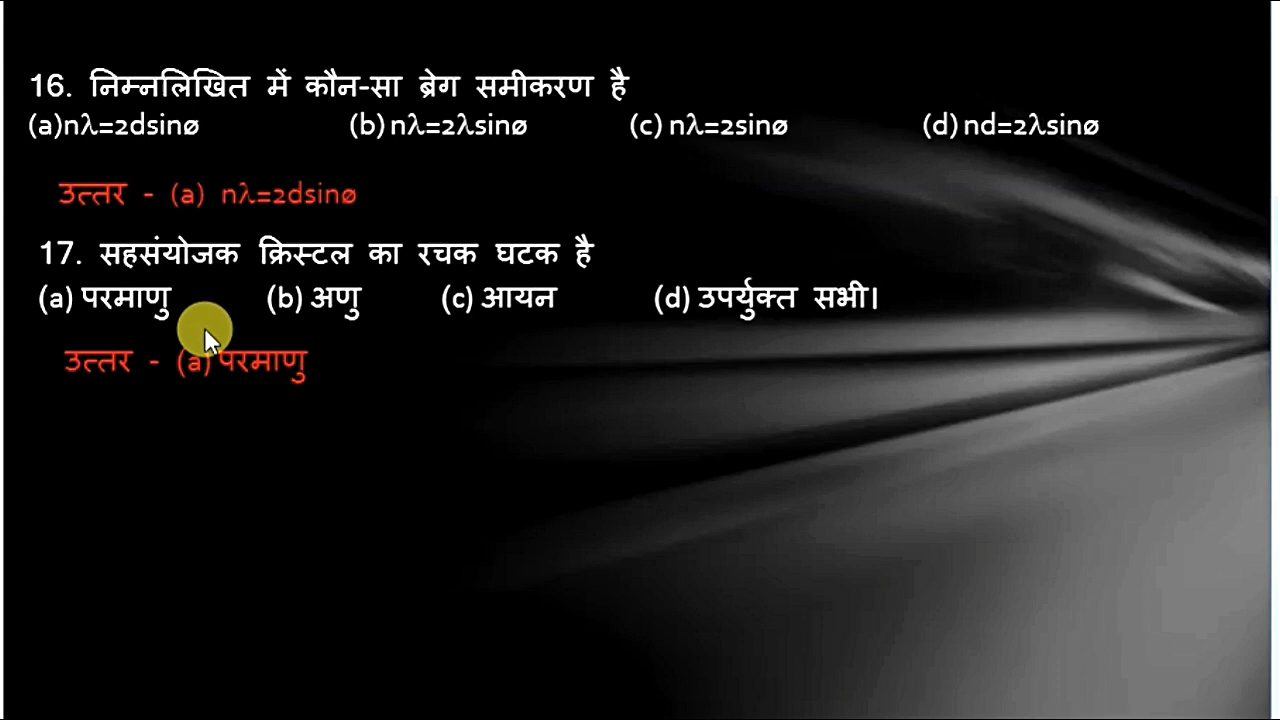 16. निम्नलिखित में कौन-सा ब्रेग समीकरण है
(a)nλ=2dsinø (b) nλ=2λsinø (c) nλ=2sinø (d) nd=2λsinø
उत्तर - (a) nλ=2dsinø
17. सहसंयोजक क्रिस्टल का रचक घटक है
(a) परमाणु (b) अणु (c) आयन (d) उपर्युक्त सभी।
उत्तर - (a) परमाणु